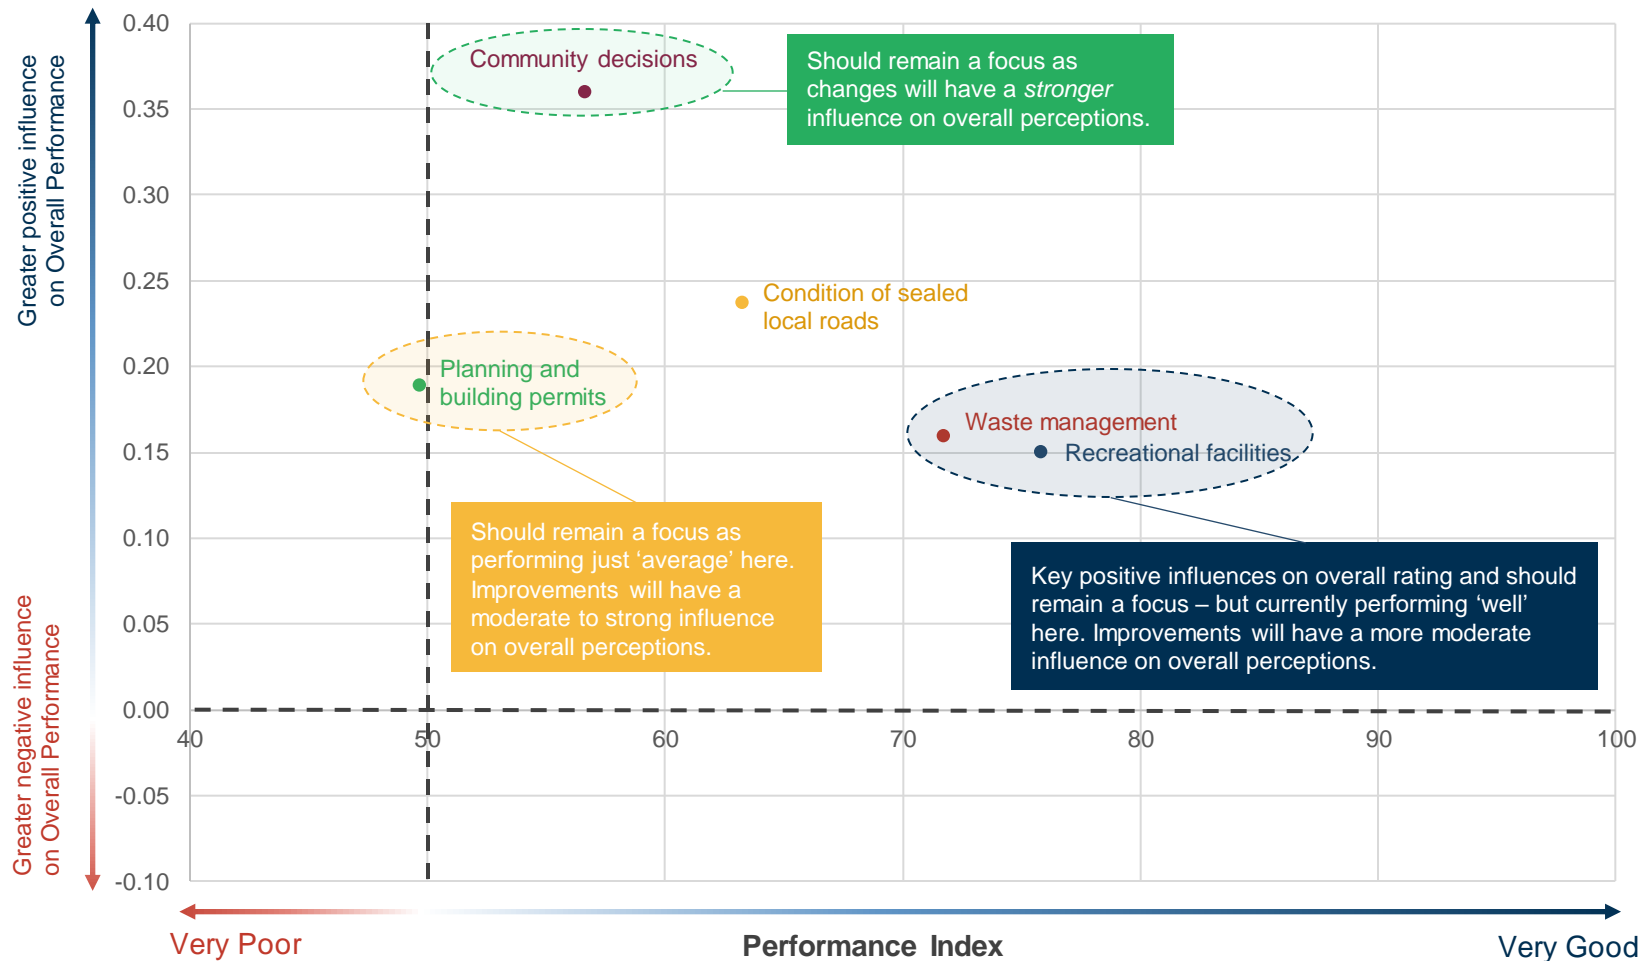 Greater positive influence
on Overall Performance
Greater negative influence
on Overall Performance
0.40
0.35
0.30
0.25
0.20
0.15
0.10
0.05
0.00
-0.05
-0.10
Community decisions
Should remain a focus as
changes will have a stronger
influence on overall perceptions.
Condition of sealed
local roads
Planning and
building permits
Waste management
Recreational facilities
Should remain a focus as
performing just ‘average’ here.
Improvements will have a
moderate to strong influence
on overall perceptions.
Key positive influences on overall rating and should
remain a focus – but currently performing ‘well’
here. Improvements will have a more moderate
influence on overall perceptions.
40 50 60 70 80 90 100
Very Poor
Performance Index
Very Good